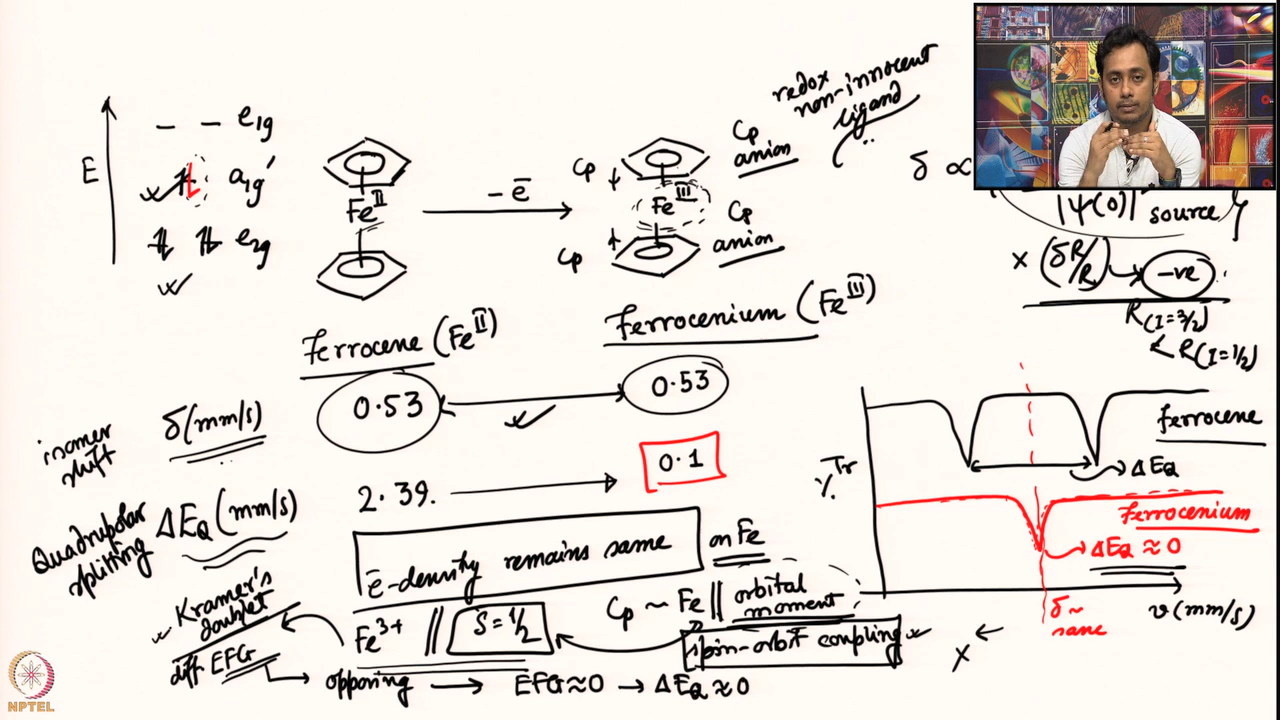 E
e1g
a1g'
e2g
Fe^II
- ē
Cp
Fe^III
Cp
Cp anion
Cp anion
redox
non-innocent
ligand
δ ∝
|ψ(0)|² source }
x (δR/R) → -ve
R(I=3/2)
< R(I=1/2)
Ferrocene (Fe^II)
Ferrocenium (Fe^III)
isomer shift
δ(mm/s)
0.53
0.53
Quadrupolar splitting
ΔEQ (mm/s)
2.39.
0.1
ē-density remains same on Fe
Kramer's doublet
diff EFG
Fe3+ || S = 1/2
Cp ~ Fe || orbital moment
spin-orbit coupling
opposing → EFG ≈ 0 → ΔEQ ≈ 0
%Tr
ferrocene
ΔEQ
Ferrocenium
ΔEQ ≈ 0
δ ~ same
v (mm/s)
x ←
NPTEL